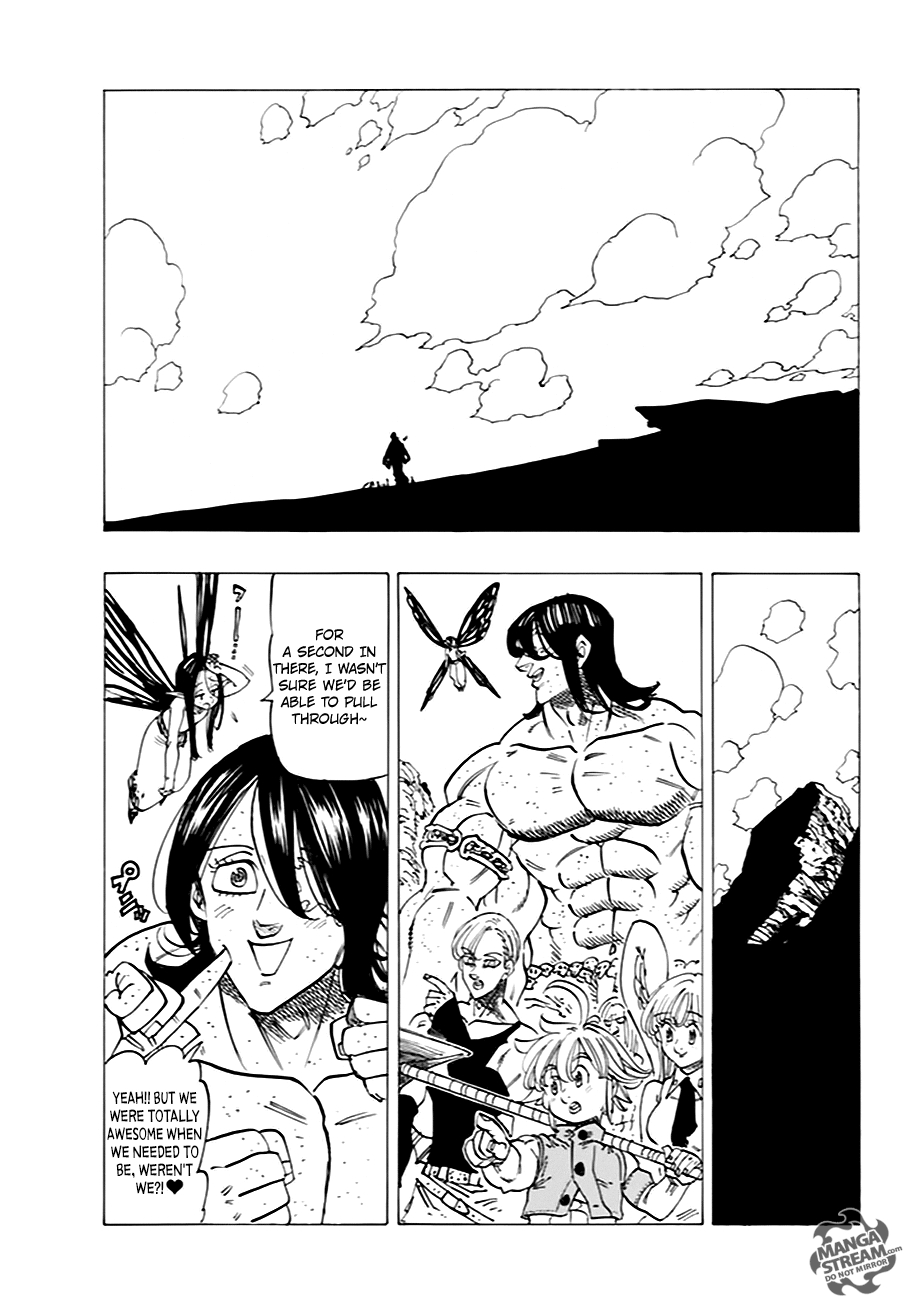 FOR
A SECOND IN
THERE, I WASN'T
SURE WE'D BE
ABLE TO PULL
THROUGH~
YEAH!! BUT WE
WERE TOTALLY
AWESOME WHEN
WE NEEDED TO
BE, WEREN'T
WE?!♥
MANGA
STREAM.com
DO NOT MIRROR